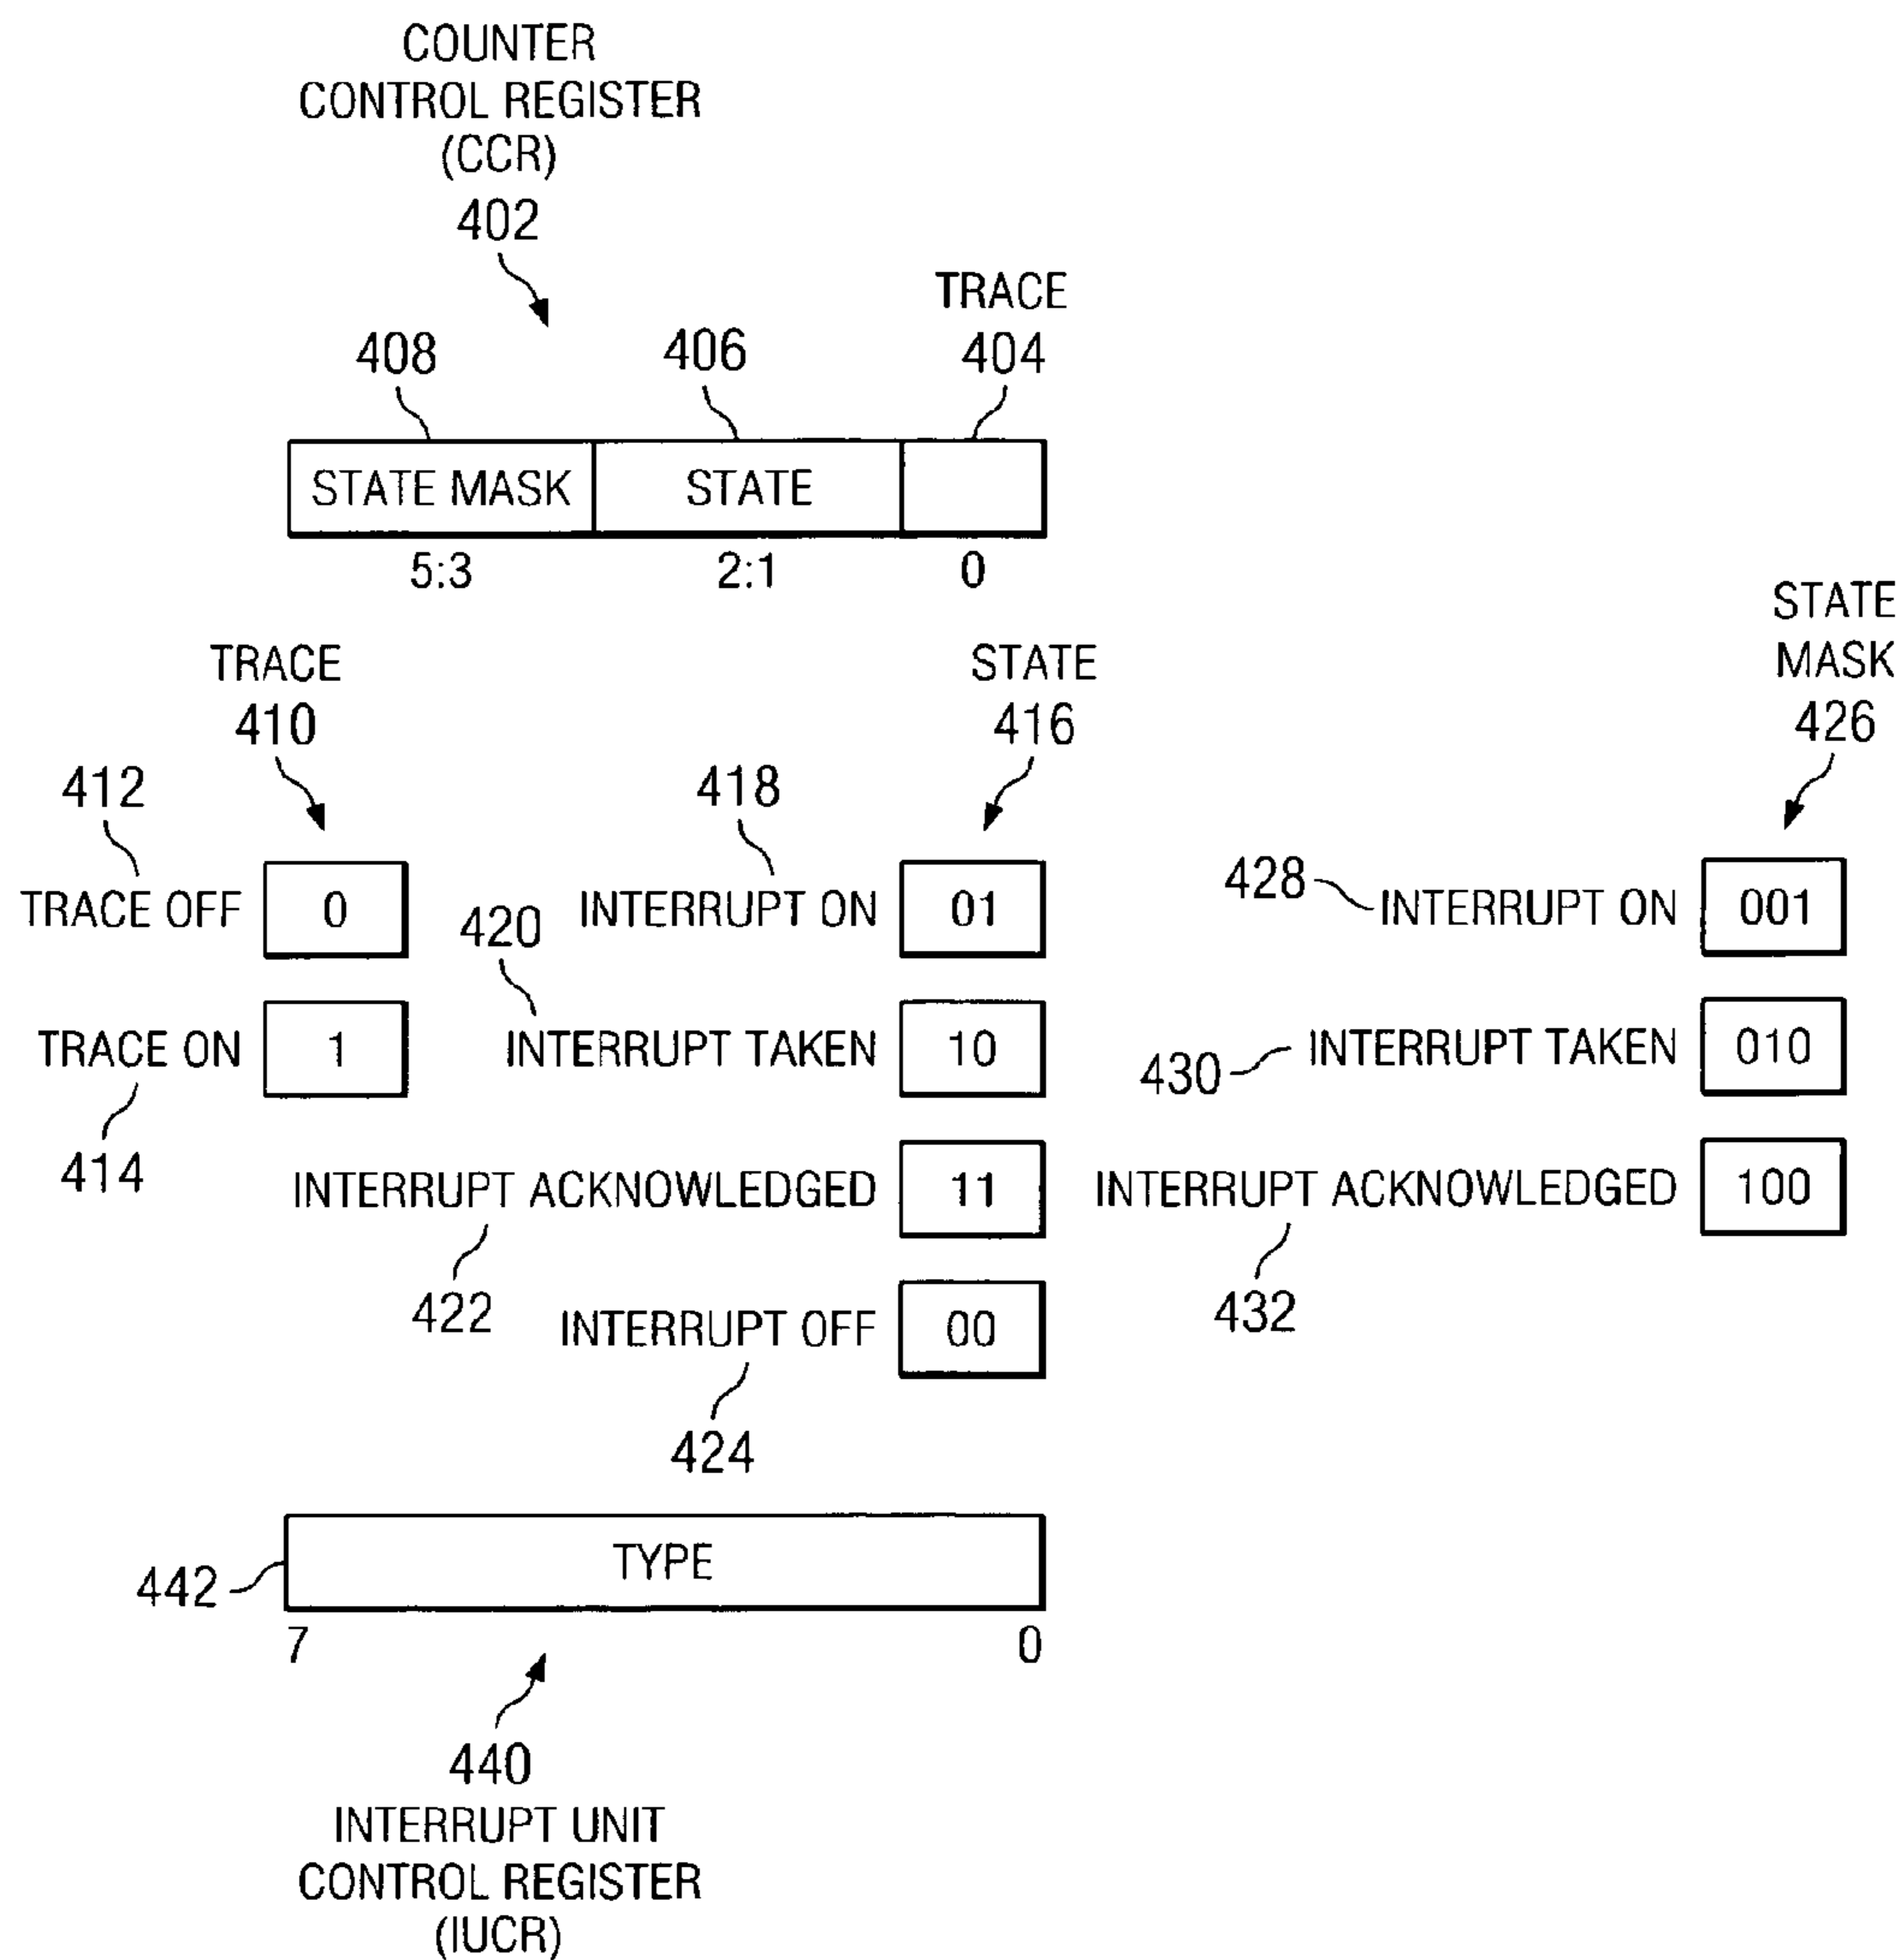 COUNTER
CONTROL REGISTER
(CCR)
402
TRACE
408
406
404
STATE MASK
STATE
5:3
2:1
0
TRACE
410
STATE
416
STATE
MASK
426
412
TRACE OFF
0
TRACE ON
1
414
418
INTERRUPT ON
01
420
INTERRUPT TAKEN
10
INTERRUPT ACKNOWLEDGED
11
422
INTERRUPT OFF
00
424
428
INTERRUPT ON
001
430
INTERRUPT TAKEN
010
INTERRUPT ACKNOWLEDGED
100
432
442
TYPE
7
0
440
INTERRUPT UNIT
CONTROL REGISTER
(IUCR)